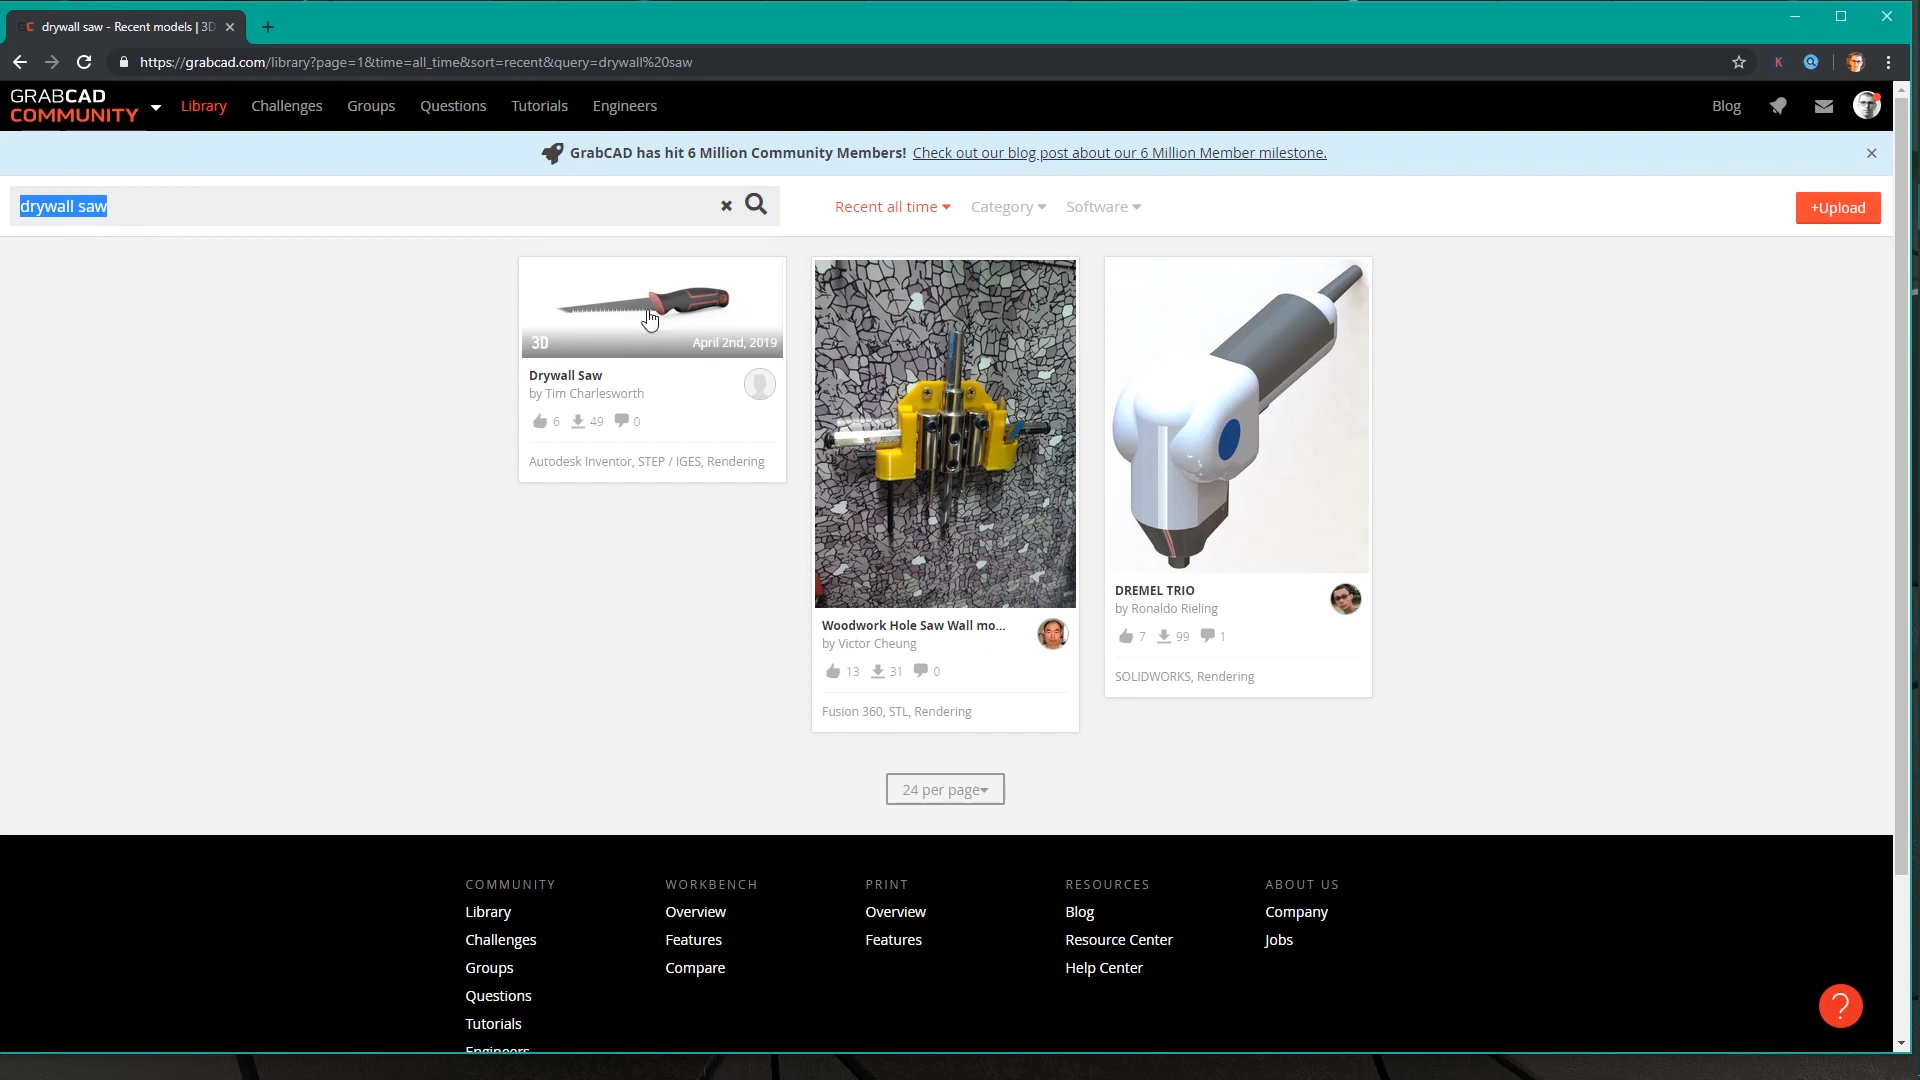 drywall saw - Recent models | 3D
https://grabcad.com/library?page=1&time=all_time&sort=recent&query=drywall%20saw
K
GRABCAD
COMMUNITY
Library
Challenges
Groups
Questions
Tutorials
Engineers
Blog
GrabCAD has hit 6 Million Community Members! Check out our blog post about our 6 Million Member milestone.
drywall saw
Recent all time
Category
Software
+Upload
3D
April 2nd, 2019
Drywall Saw
by Tim Charlesworth
6 49 0
Autodesk Inventor, STEP / IGES, Rendering
Woodwork Hole Saw Wall mo...
by Victor Cheung
13 31 0
Fusion 360, STL, Rendering
DREMEL TRIO
by Ronaldo Rieling
7 99 1
SOLIDWORKS, Rendering
24 per page
COMMUNITY
Library
Challenges
Groups
Questions
Tutorials
Engineers
WORKBENCH
Overview
Features
Compare
PRINT
Overview
Features
RESOURCES
Blog
Resource Center
Help Center
ABOUT US
Company
Jobs
?